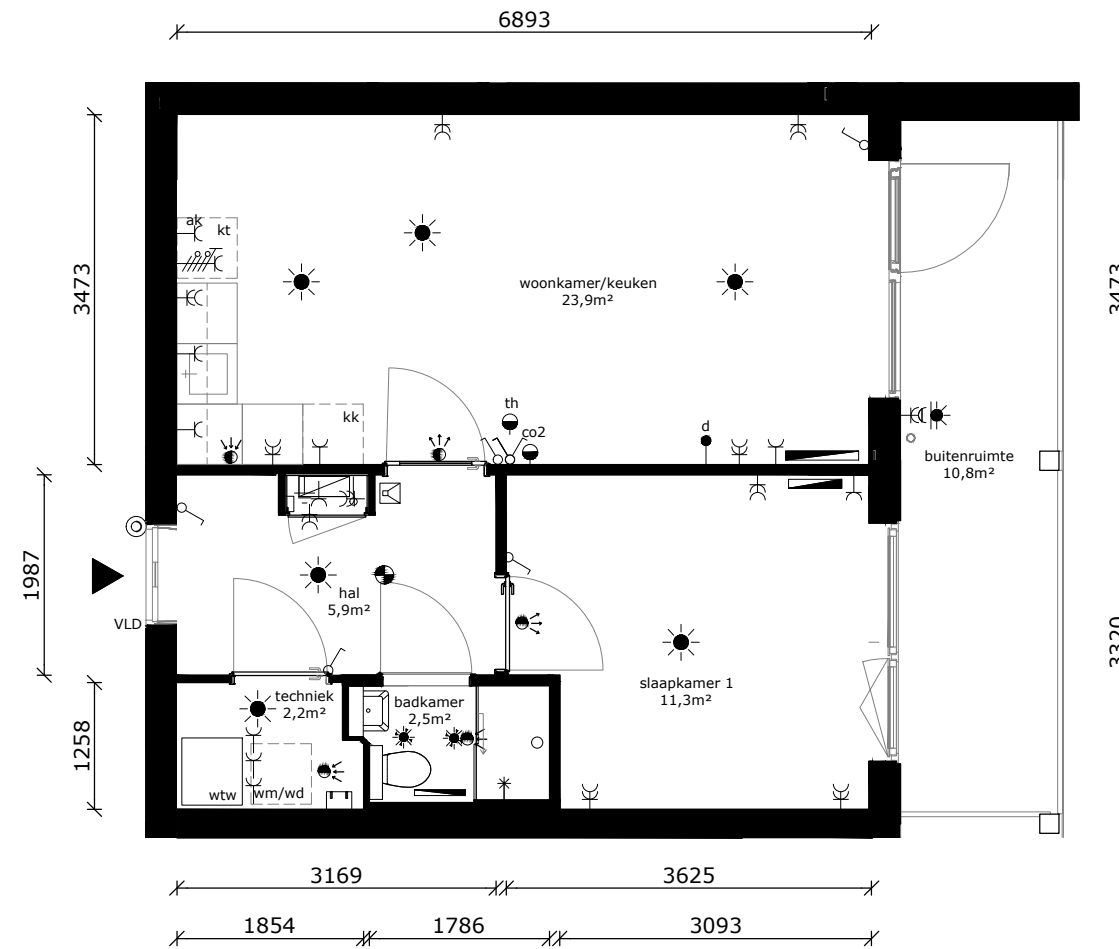 6893
ak
kt
3473
woonkamer/keuken
23,9m²
3473
kk
th
co2
d
buitenruimte
10,8m²
1987
hal
5,9m²
VLD
3320
slaapkamer 1
11,3m²
techniek
2,2m²
badkamer
2,5m²
1258
wtw
wm/wd
3169
3625
1854
1786
3093